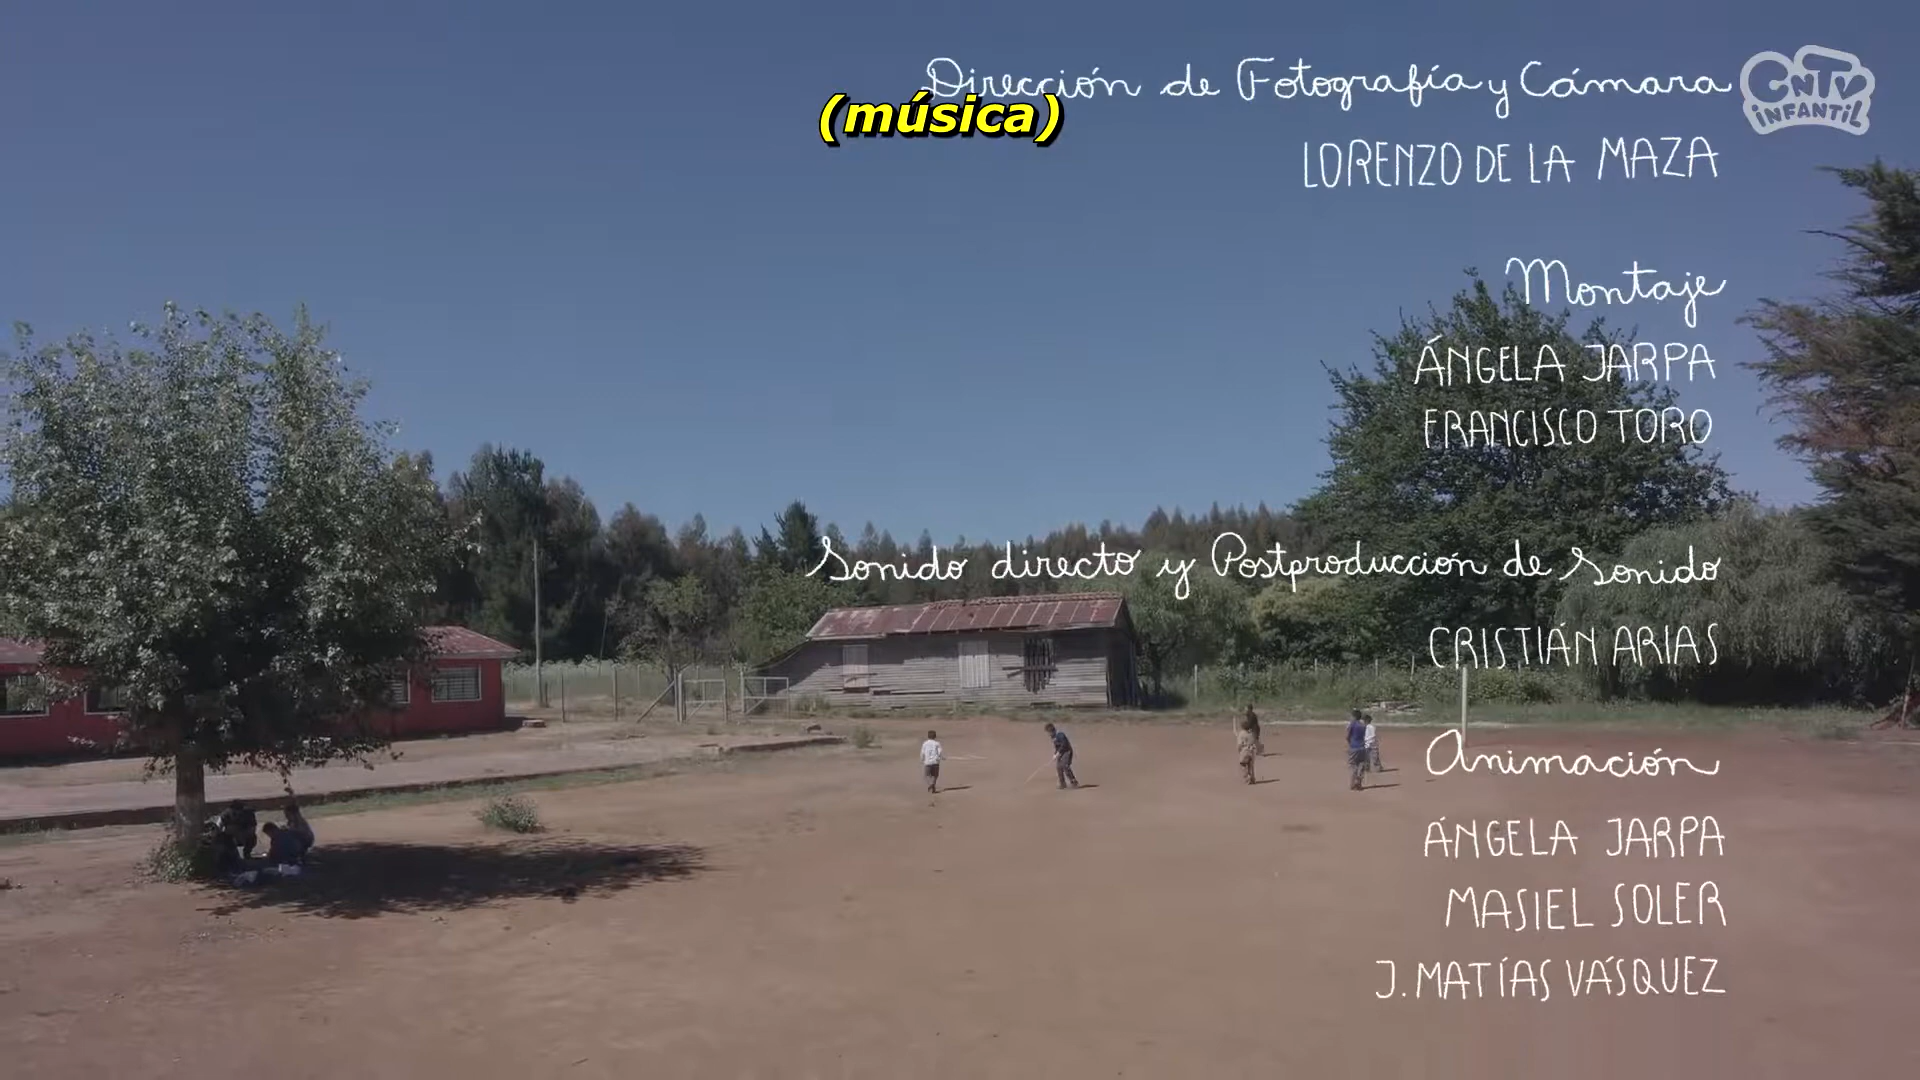 Dirección de Fotografía y Cámara
(música)
LORENZO DE LA MAZA
Montaje
ÁNGELA JARPA
FRANCISCO TORO
Sonido directo y Postproducción de Sonido
CRISTIÁN ARIAS
Animación
ÁNGELA JARPA
MASIEL SOLER
J. MATÍAS VÁSQUEZ
CNTV
INFANTIL